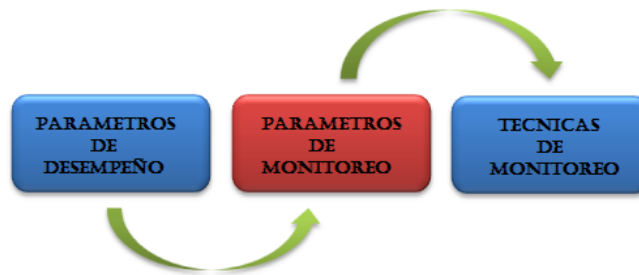 PARAMETROS
DE
DESEMPEÑO
PARAMETROS
DE
MONITOREO
TECNICAS
DE
MONITOREO